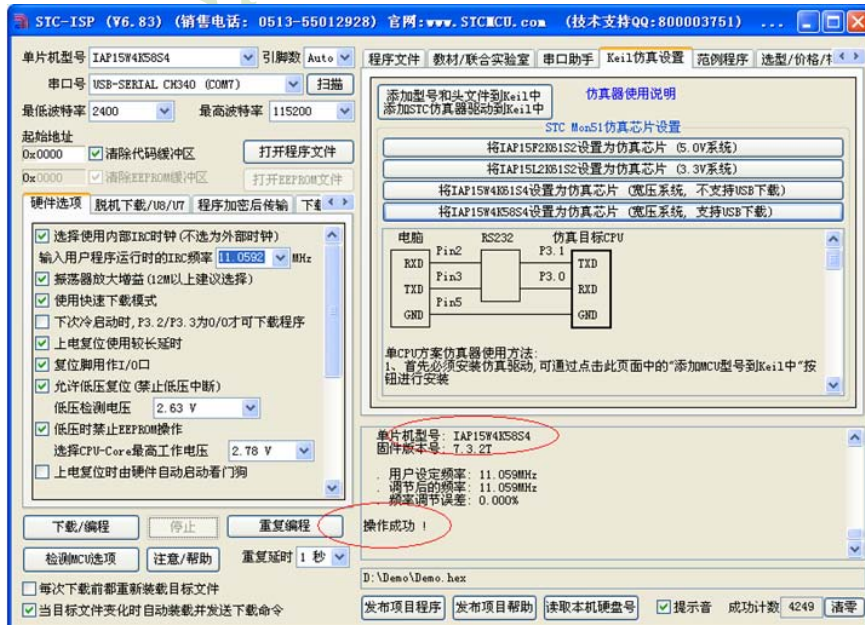 STC-ISP (V6.83) (销售电话: 0513-55012928) 官网:www.STCMCU.com (技术支持QQ:800003751) ...
单片机型号 IAP15W4K58S4 引脚数 Auto
串口号 USB-SERIAL CH340 (COM7) 扫描
最低波特率 2400 最高波特率 115200
起始地址
0x0000 清除代码缓冲区 打开程序文件
0x0000 清除EEPROM缓冲区 打开EEPROM文件
硬件选项 脱机下载/U8/U7 程序加密后传输 下载
选择使用内部IRC时钟(不选为外部时钟)
输入用户程序运行时的IRC频率 11.0592 MHz
振荡器放大增益(12M以上建议选择)
使用快速下载模式
下次冷启动时,P3.2/P3.3为0/0才可下载程序
上电复位使用较长延时
复位脚用作I/O口
允许低压复位(禁止低压中断)
低压检测电压 2.63 V
低压时禁止EEPROM操作
选择CPU-Core最高工作电压 2.78 V
上电复位时由硬件自动启动看门狗
下载/编程 停止 重复编程
检测MCU选项 注意/帮助 重复延时 1 秒
每次下载前都重新装载目标文件
当目标文件变化时自动装载并发送下载命令
程序文件 教材/联合实验室 串口助手 Keil仿真设置 范例程序 选型/价格/
添加型号和头文件到Keil中
添加STC仿真器驱动到Keil中
仿真器使用说明
STC Mon51仿真芯片设置
将IAP15F2K61S2设置为仿真芯片 (5.0V系统)
将IAP15L2K61S2设置为仿真芯片 (3.3V系统)
将IAP15W4K61S4设置为仿真芯片 (宽压系统, 不支持USB下载)
将IAP15W4K58S4设置为仿真芯片 (宽压系统, 支持USB下载)
电脑 RS232 仿真目标CPU
Pin2 P3.1
RXD TXD
Pin3 P3.0
TXD RXD
Pin5
GND GND
单CPU方案仿真器使用方法:
1、首先必须安装仿真驱动,可通过点击此页面中的"添加MCU型号到Keil中"按
钮进行安装
单片机型号: IAP15W4K58S4
固件版本号: 7.3.2T
. 用户设定频率: 11.059MHz
. 调节后的频率: 11.059MHz
. 频率调节误差: 0.000%
操作成功 !
D:\Demo\Demo.hex
发布项目程序 发布项目帮助 读取本机硬盘号 提示音 成功计数 4249 清零